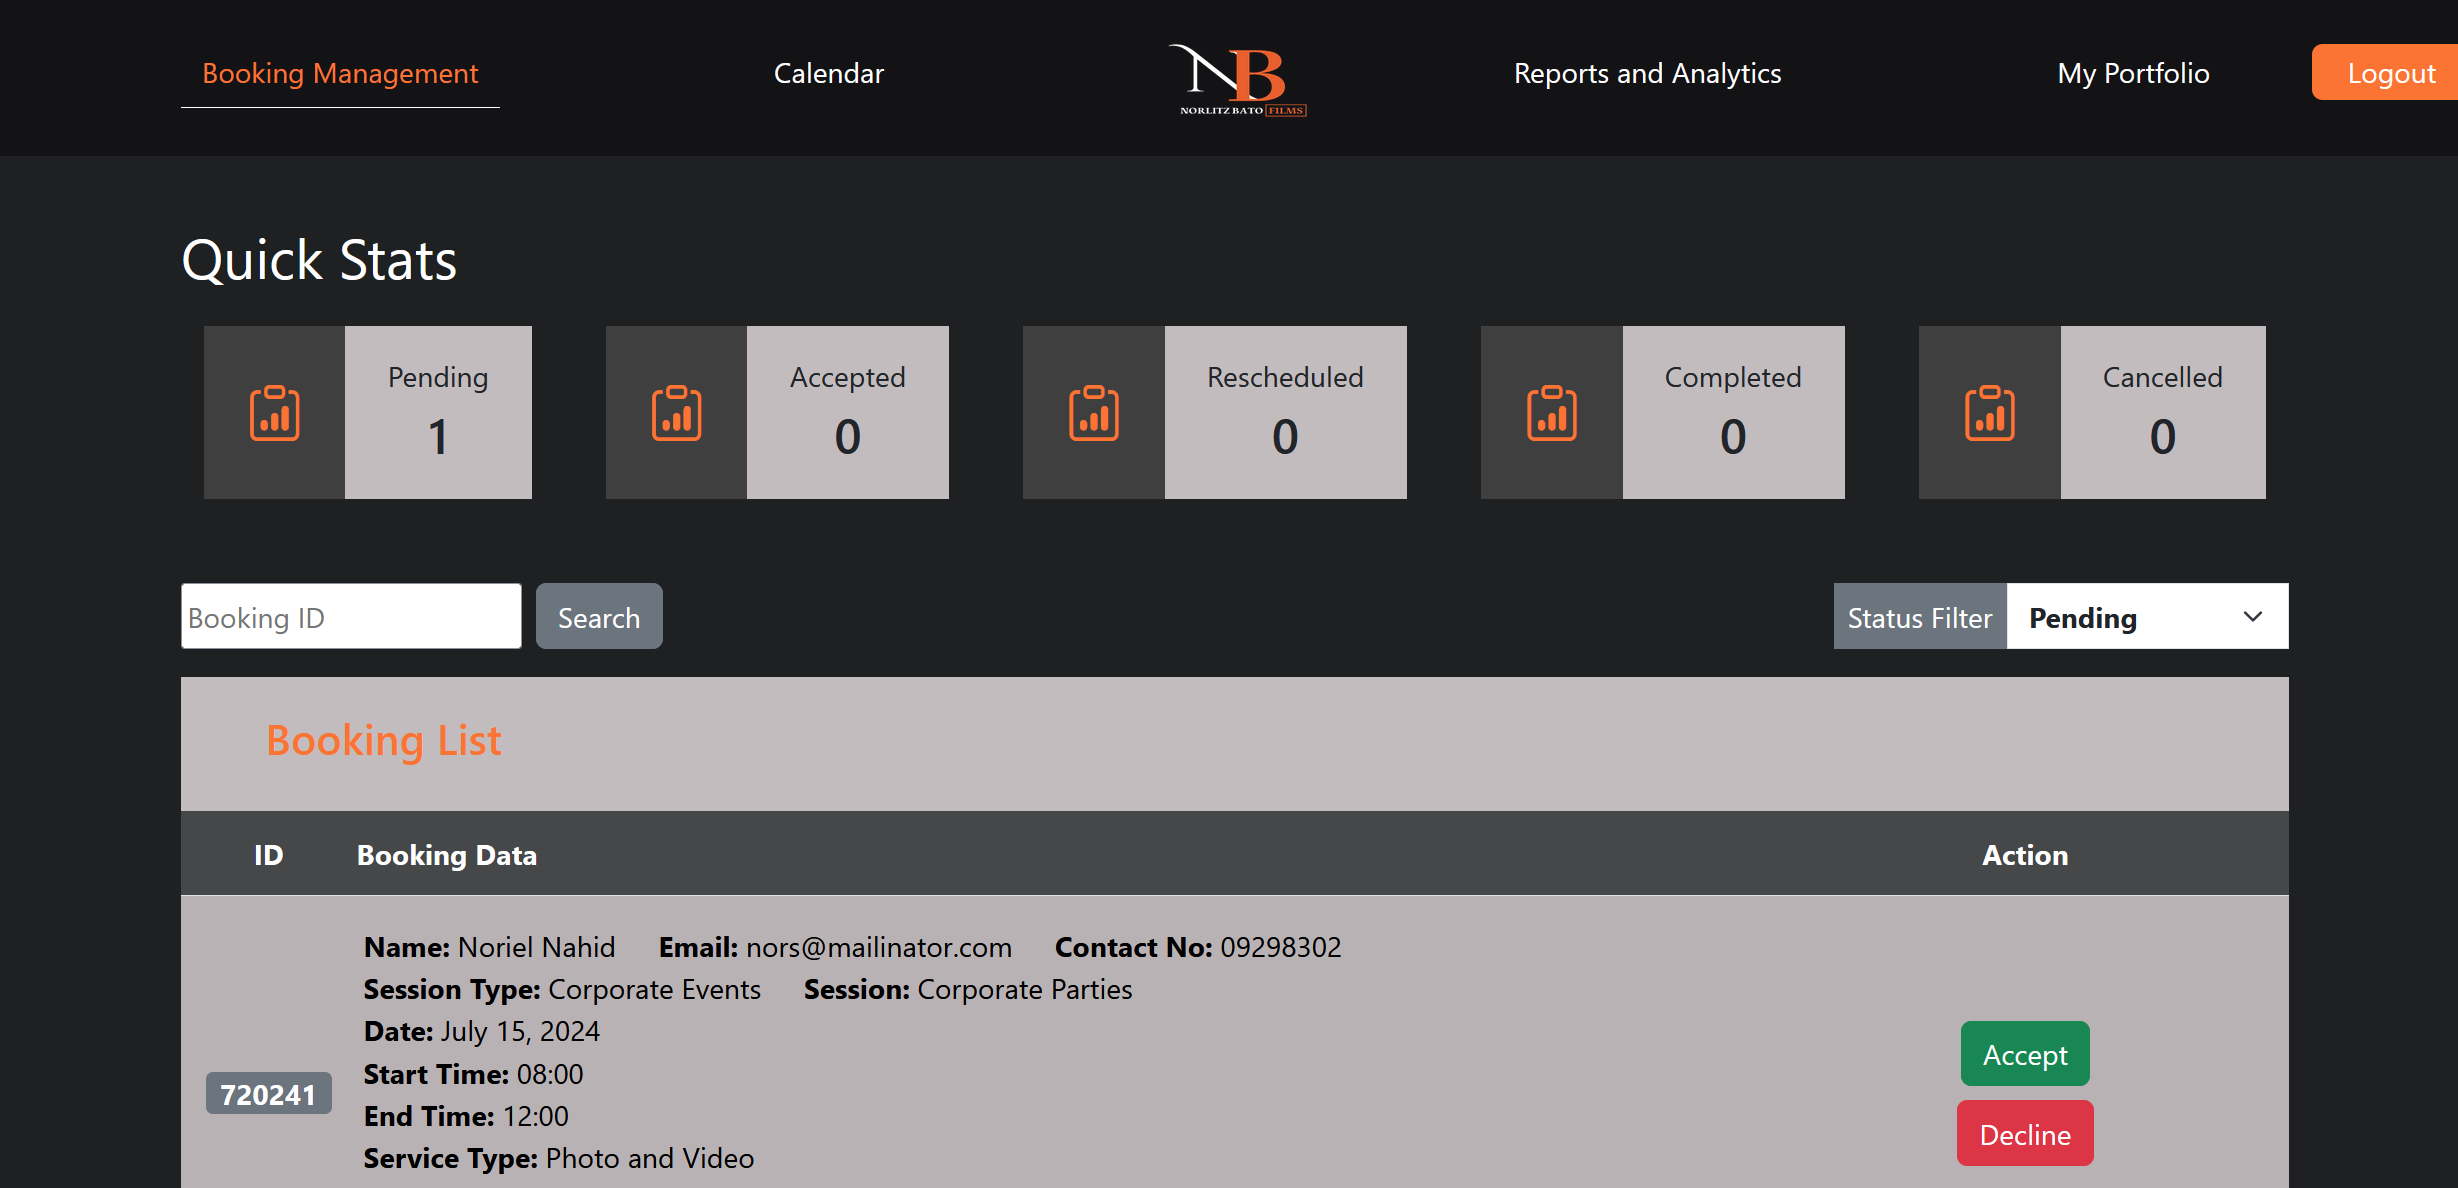 Booking Management
Calendar
NB
NORLITZ BATO FILMS
Reports and Analytics
My Portfolio
Logout
Quick Stats
Pending
1
Accepted
0
Rescheduled
0
Completed
0
Cancelled
0
Booking ID
Search
Status Filter
Pending
Booking List
ID
Booking Data
Action
Name: Noriel Nahid Email: nors@mailinator.com Contact No: 09298302
Session Type: Corporate Events Session: Corporate Parties
Date: July 15, 2024
Start Time: 08:00
End Time: 12:00
Service Type: Photo and Video
720241
Accept
Decline